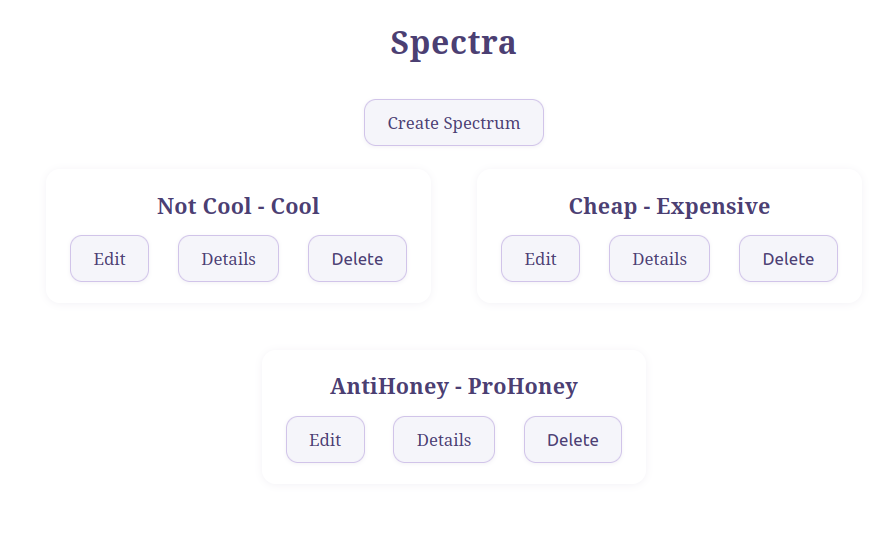 Spectra
Create Spectrum
Not Cool - Cool
Edit Details Delete
Cheap - Expensive
Edit Details Delete
AntiHoney - ProHoney
Edit Details Delete